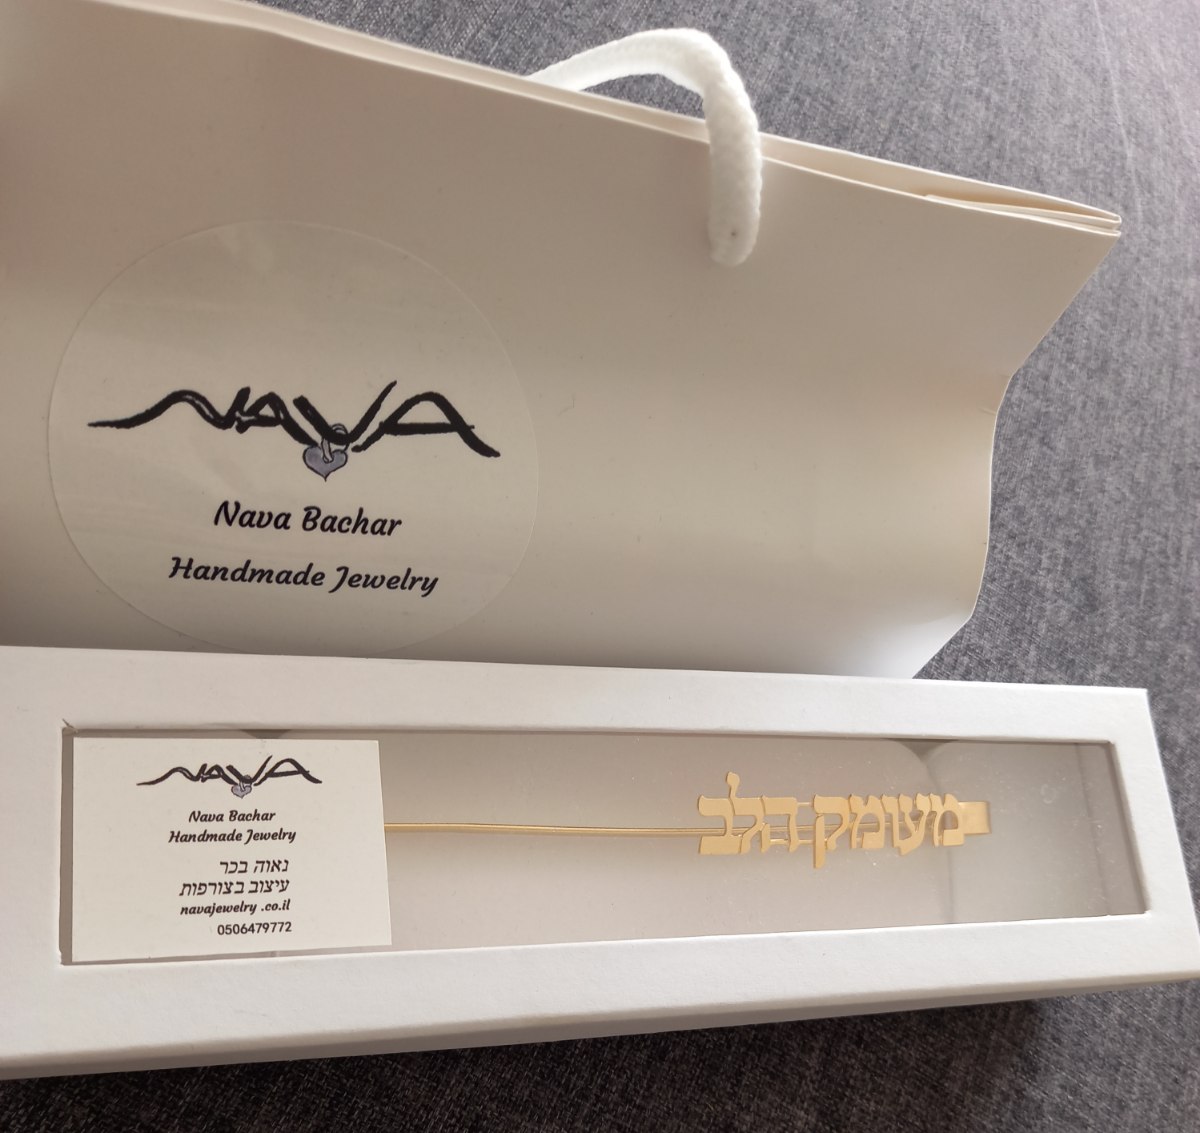 NAVA
Nava Bachar
Handmade Jewelry
NAVA
Nava Bachar
Handmade Jewelry
נאוה בכר
עיצוב בצורפות
navajewelry .co.il
0506479772
מעומק הלב